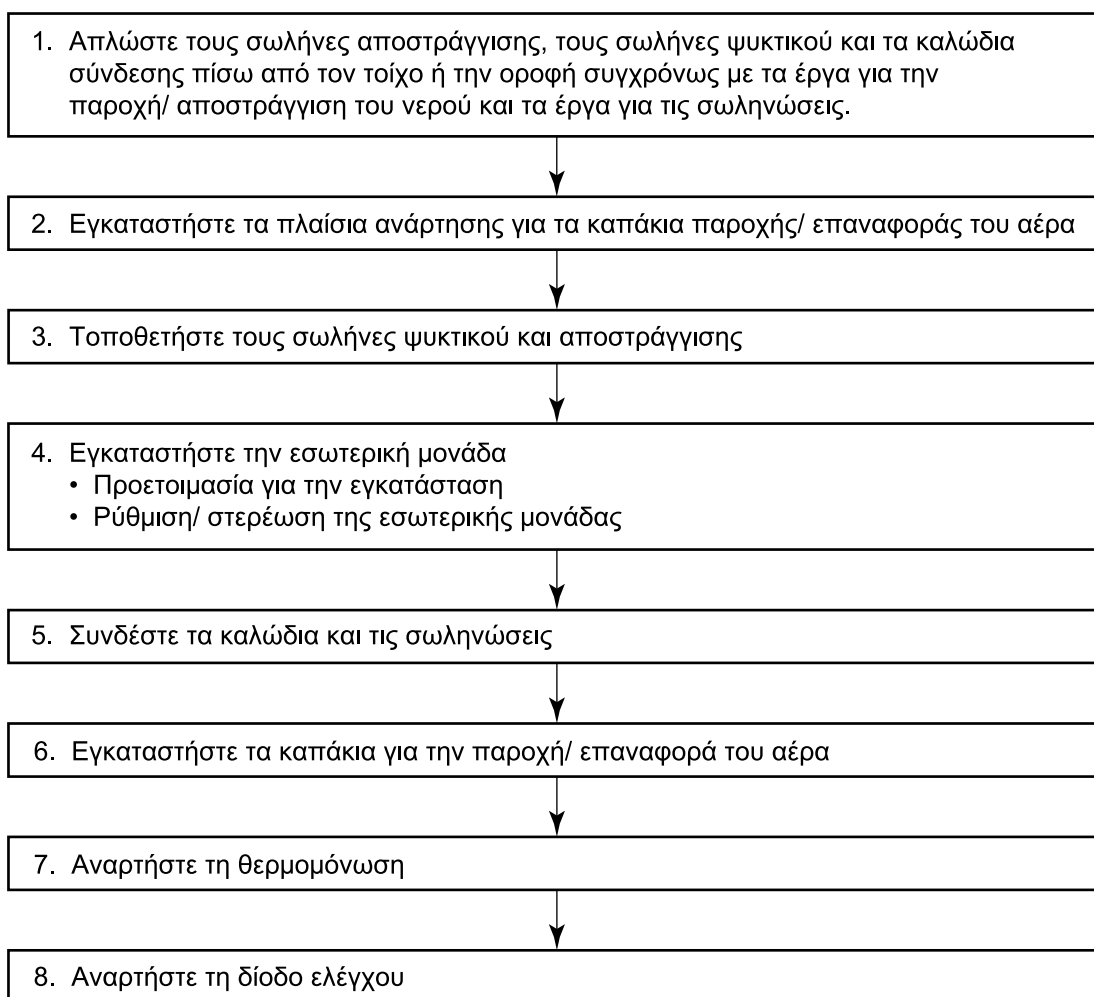 1. Απλώστε τους σωλήνες αποστράγγισης, τους σωλήνες ψυκτικού και τα καλώδια
σύνδεσης πίσω από τον τοίχο ή την οροφή συγχρόνως με τα έργα για την
παροχή/ αποστράγγιση του νερού και τα έργα για τις σωληνώσεις.
2. Εγκαταστήστε τα πλαίσια ανάρτησης για τα καπάκια παροχής/ επαναφοράς του αέρα
3. Τοποθετήστε τους σωλήνες ψυκτικού και αποστράγγισης
4. Εγκαταστήστε την εσωτερική μονάδα
• Προετοιμασία για την εγκατάσταση
• Ρύθμιση/ στερέωση της εσωτερικής μονάδας
5. Συνδέστε τα καλώδια και τις σωληνώσεις
6. Εγκαταστήστε τα καπάκια για την παροχή/ επαναφορά του αέρα
7. Αναρτήστε τη θερμομόνωση
8. Αναρτήστε τη δίοδο ελέγχου